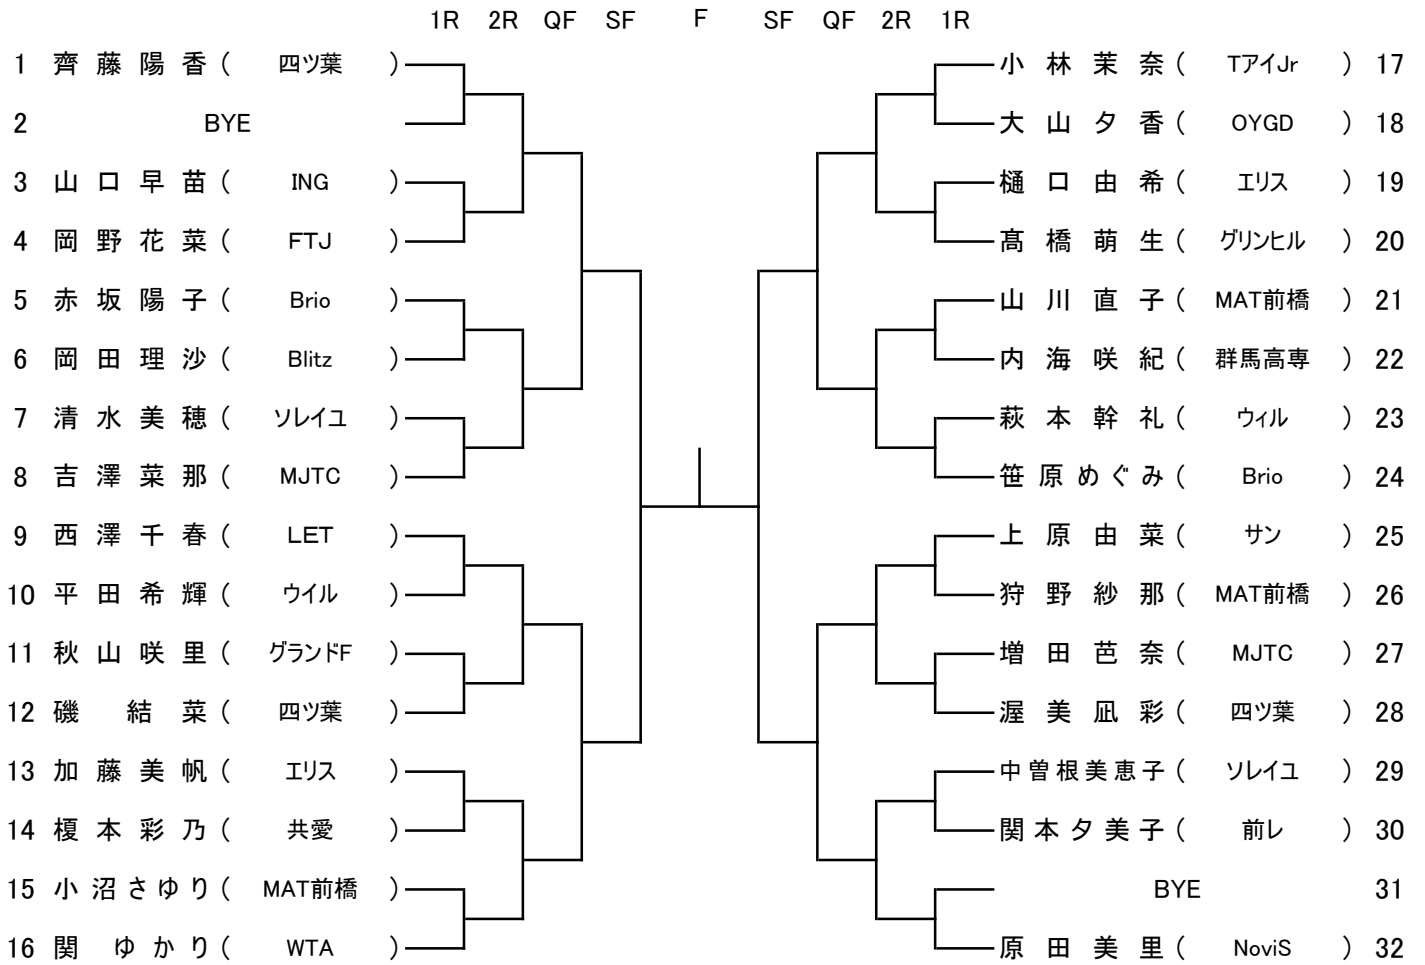 1R 2R QF SF F SF QF 2R 1R
1 齊藤陽香( 四ツ葉 ) 小林茉奈( TアイJr ) 17
2 BYE 大山夕香( OYGD ) 18
3 山口早苗( ING ) 樋口由希( エリス ) 19
4 岡野花菜( FTJ ) 髙橋萌生( グリンヒル ) 20
5 赤坂陽子( Brio ) 山川直子( MAT前橋 ) 21
6 岡田理沙( Blitz ) 内海咲紀( 群馬高専 ) 22
7 清水美穂( ソレイユ ) 萩本幹礼( ウィル ) 23
8 吉澤菜那( MJTC ) 笹原めぐみ( Brio ) 24
9 西澤千春( LET ) 上原由菜( サン ) 25
10 平田希輝( ウイル ) 狩野紗那( MAT前橋 ) 26
11 秋山咲里( グランドF ) 増田芭奈( MJTC ) 27
12 磯 結菜( 四ツ葉 ) 渥美凪彩( 四ツ葉 ) 28
13 加藤美帆( エリス ) 中曽根美恵子( ソレイユ ) 29
14 榎本彩乃( 共愛 ) 関本夕美子( 前レ ) 30
15 小沼さゆり( MAT前橋 ) BYE 31
16 関 ゆかり( WTA ) 原田美里( NoviS ) 32